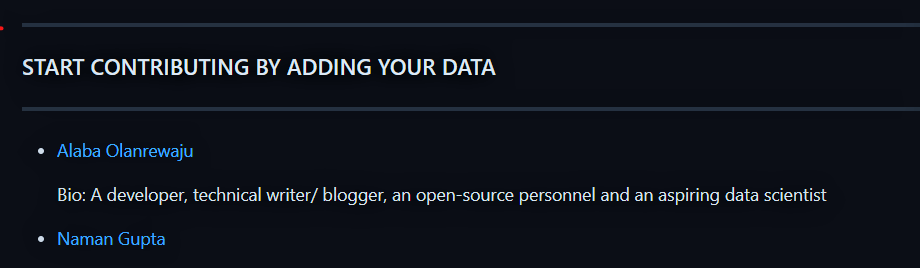 START CONTRIBUTING BY ADDING YOUR DATA
Alaba Olanrewaju
Bio: A developer, technical writer/ blogger, an open-source personnel and an aspiring data scientist
Naman Gupta